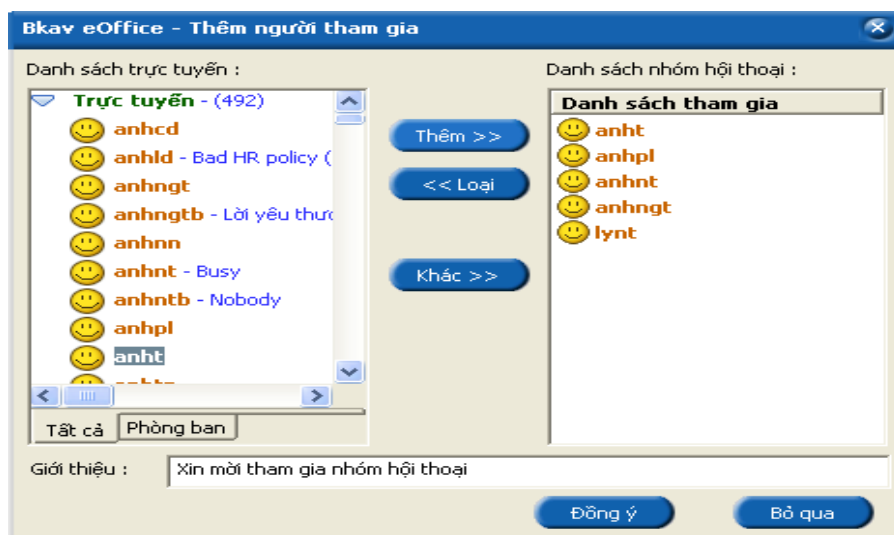 Bkav eOffice - Thêm người tham gia
Danh sách trực tuyến :
Trực tuyến - (492)
anhcd
anhld - Bad HR policy (
anhngt
anhngtb - Lời yêu thươ
anhnn
anhnt - Busy
anhntb - Nobody
anhpl
anht
Tất cả
Phòng ban
Thêm >>
<< Loại
Khác >>
Danh sách nhóm hội thoại :
Danh sách tham gia
anht
anhpl
anhnt
anhngt
lynt
Giới thiệu :
Xin mời tham gia nhóm hội thoại
Đồng ý
Bỏ qua